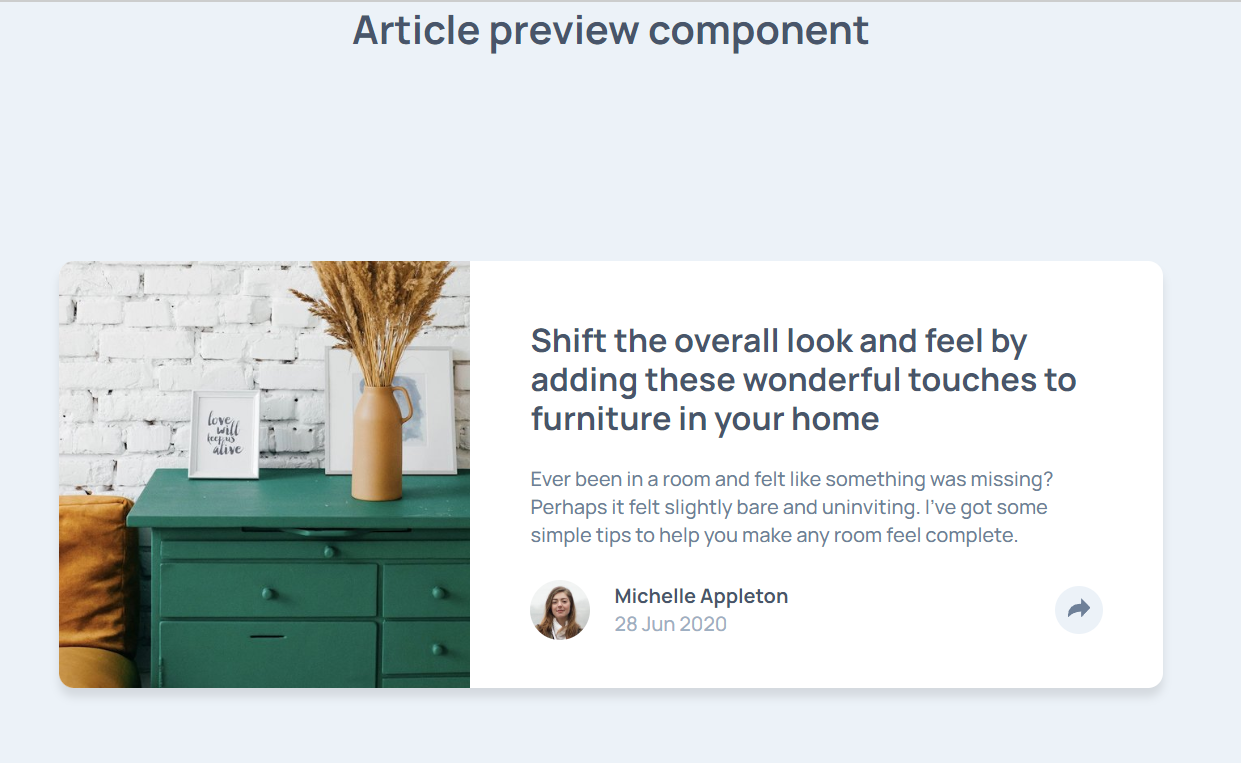 Article preview component
Shift the overall look and feel by
adding these wonderful touches to
furniture in your home
love
will
keep us
alive
Ever been in a room and felt like something was missing?
Perhaps it felt slightly bare and uninviting. I’ve got some
simple tips to help you make any room feel complete.
Michelle Appleton
28 Jun 2020